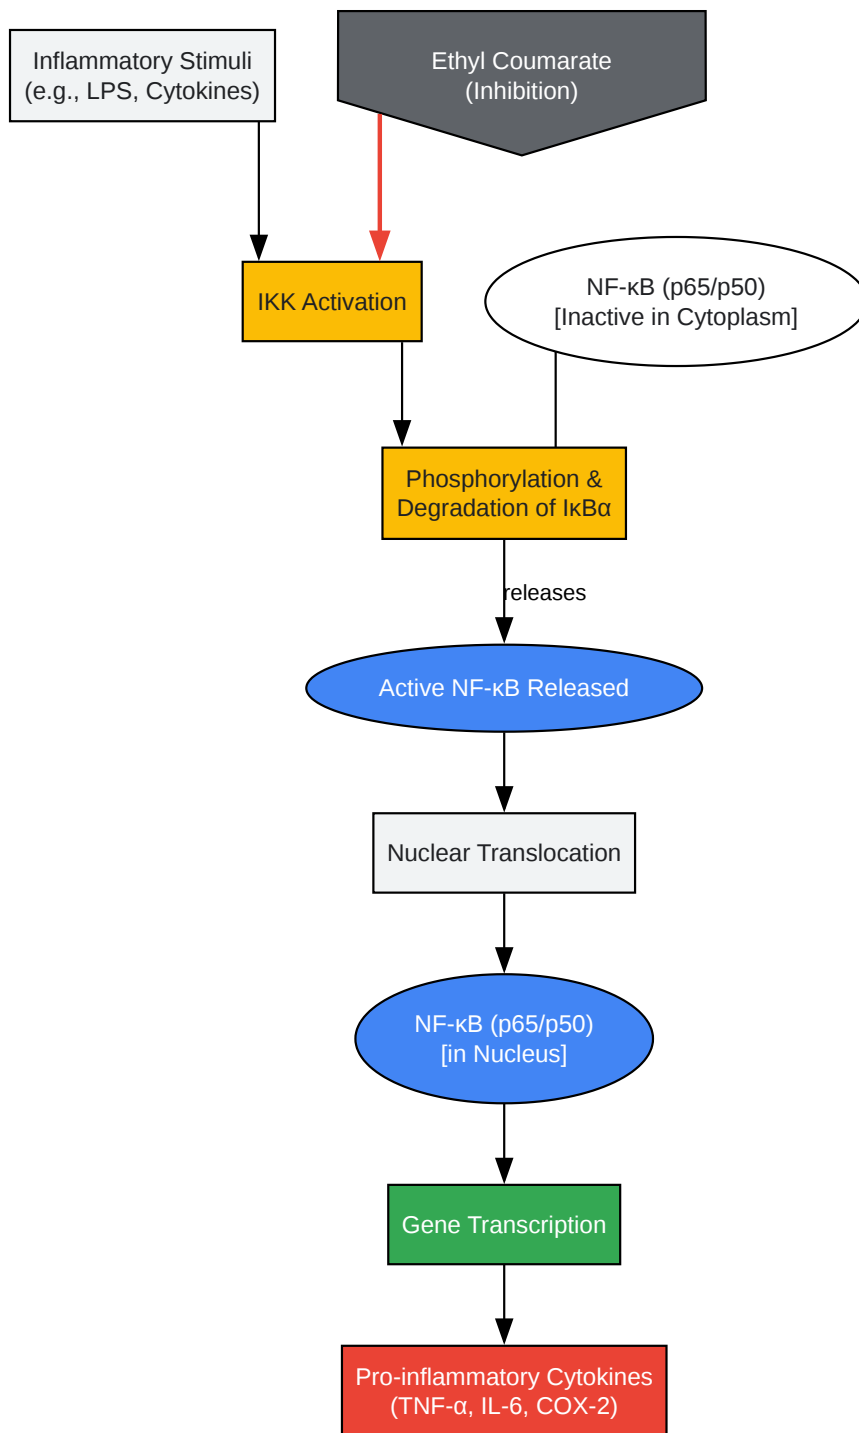 Inflammatory Stimuli
(e.g., LPS, Cytokines)
Ethyl Coumarate
(Inhibition)
IKK Activation
NF-κB (p65/p50)
[Inactive in Cytoplasm]
Phosphorylation &
Degradation of IκBα
releases
Active NF-κB Released
Nuclear Translocation
NF-κB (p65/p50)
[in Nucleus]
Gene Transcription
Pro-inflammatory Cytokines
(TNF-α, IL-6, COX-2)